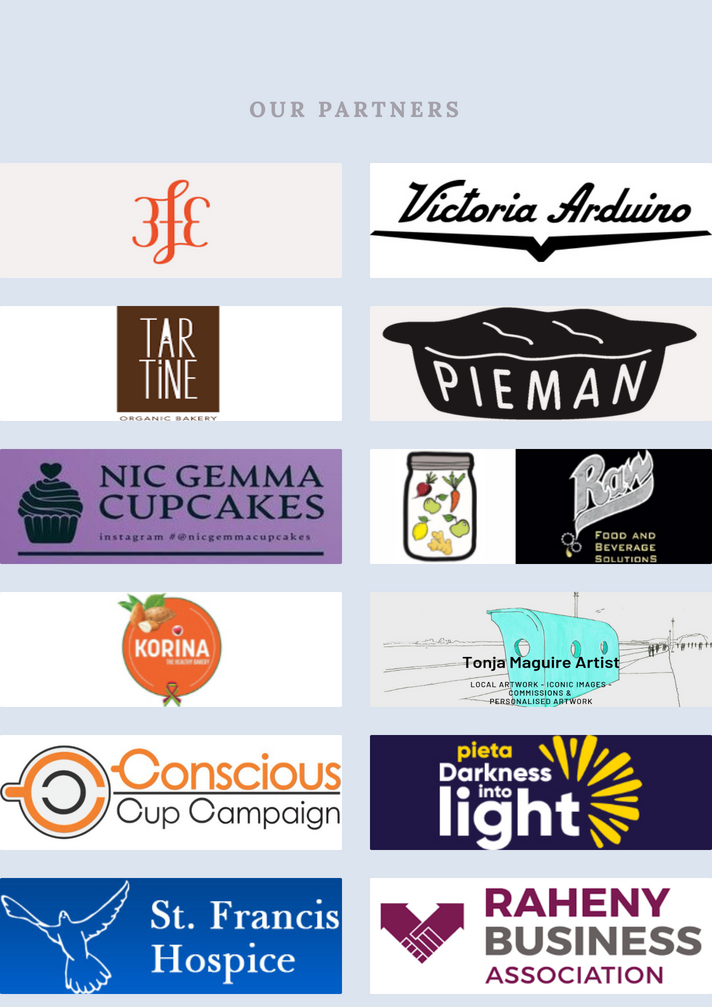 OUR PARTNERS
3fE
Victoria Arduino
TAR
TiNE
ORGANIC BAKERY
PIEMAN
NIC GEMMA
CUPCAKES
instagram #@nicgemmacupcakes
Raw
FOOD AND
BEVERAGE
SOLUTIONS
KORINA
THE HEALTHY BAKERY
Tonja Maguire Artist
LOCAL ARTWORK - ICONIC IMAGES -
COMMISSIONS &
PERSONALISED ARTWORK
Conscious
Cup Campaign
pieta
Darkness
into
light
St. Francis
Hospice
RAHENY
BUSINESS
ASSOCIATION